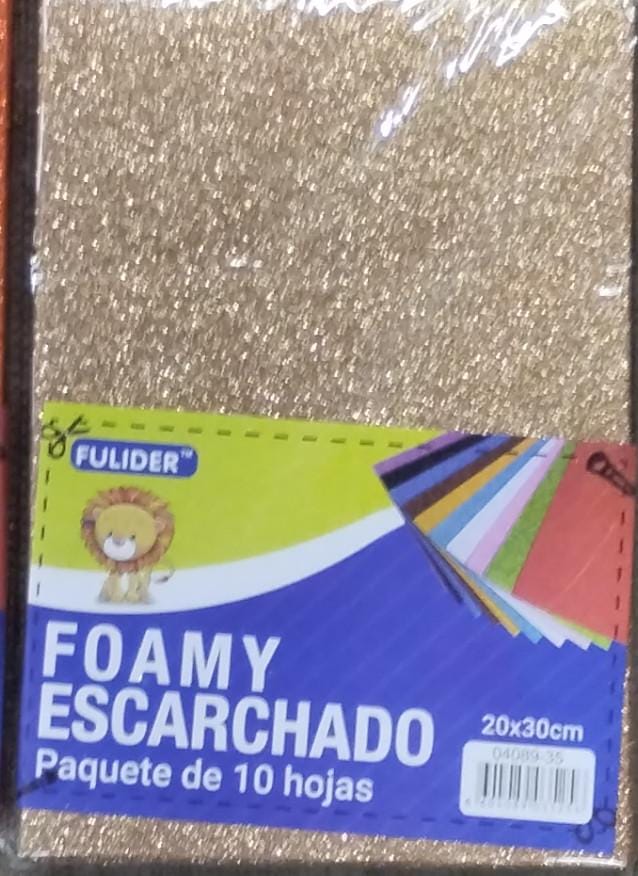 FULIDER™
FOAMY
ESCARCHADO
20x30cm
04089-35
Paquete de 10 hojas